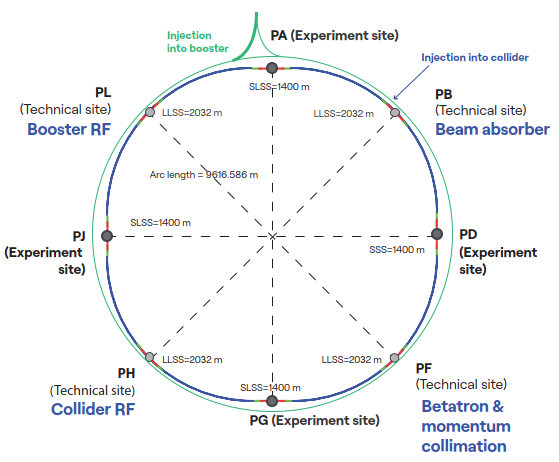 Injection
into booster
PA (Experiment site)
Injection into collider
SLSS=1400 m
PL
(Technical site)
Booster RF
LLSS=2032 m
LLSS=2032 m
PB
(Technical site)
Beam absorber
Arc length = 9616.586 m
SLSS=1400 m
PJ
(Experiment
site)
SSS=1400 m
PD
(Experiment
site)
LLSS=2032 m
LLSS=2032 m
PH
(Technical site)
Collider RF
SLSS=1400 m
PG (Experiment site)
PF
(Technical site)
Betatron &
momentum
collimation